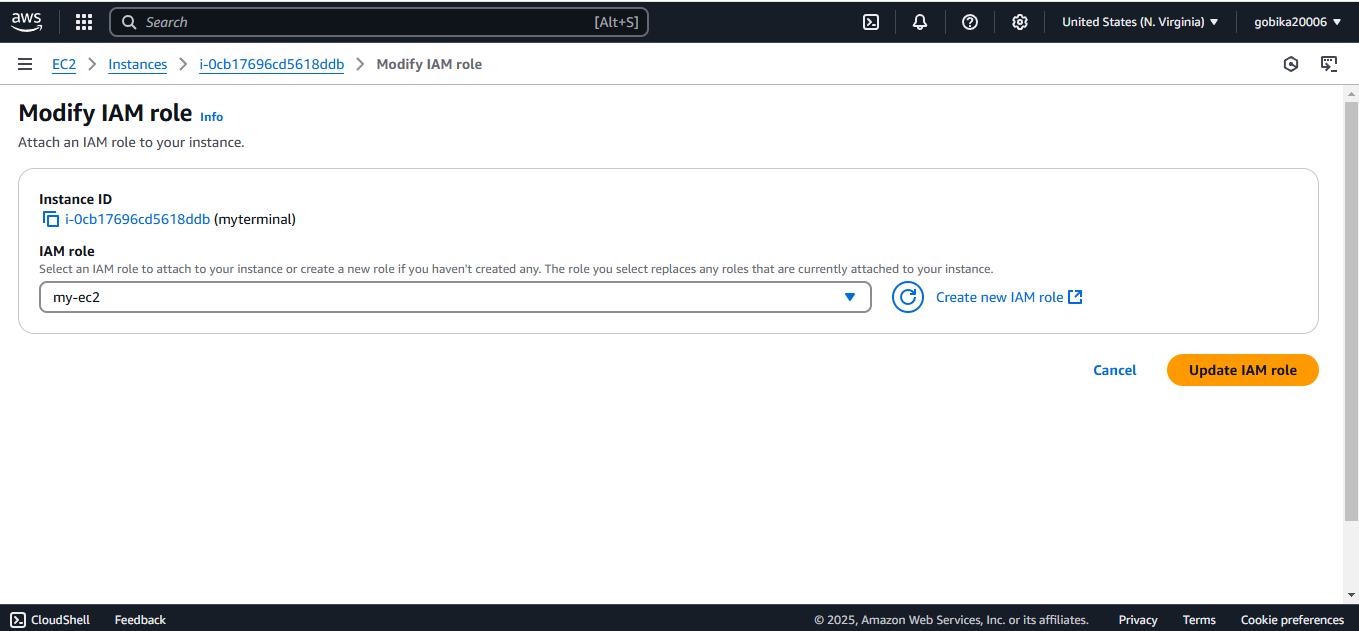 aws
Search [Alt+S] United States (N. Virginia) gobika20006
EC2 Instances i-0cb17696cd5618ddb Modify IAM role
Modify IAM role Info
Attach an IAM role to your instance.
Instance ID
i-0cb17696cd5618ddb (myterminal)
IAM role
Select an IAM role to attach to your instance or create a new role if you haven't created any. The role you select replaces any roles that are currently attached to your instance.
my-ec2 Create new IAM role
Cancel Update IAM role
CloudShell Feedback © 2025, Amazon Web Services, Inc. or its affiliates. Privacy Terms Cookie preferences